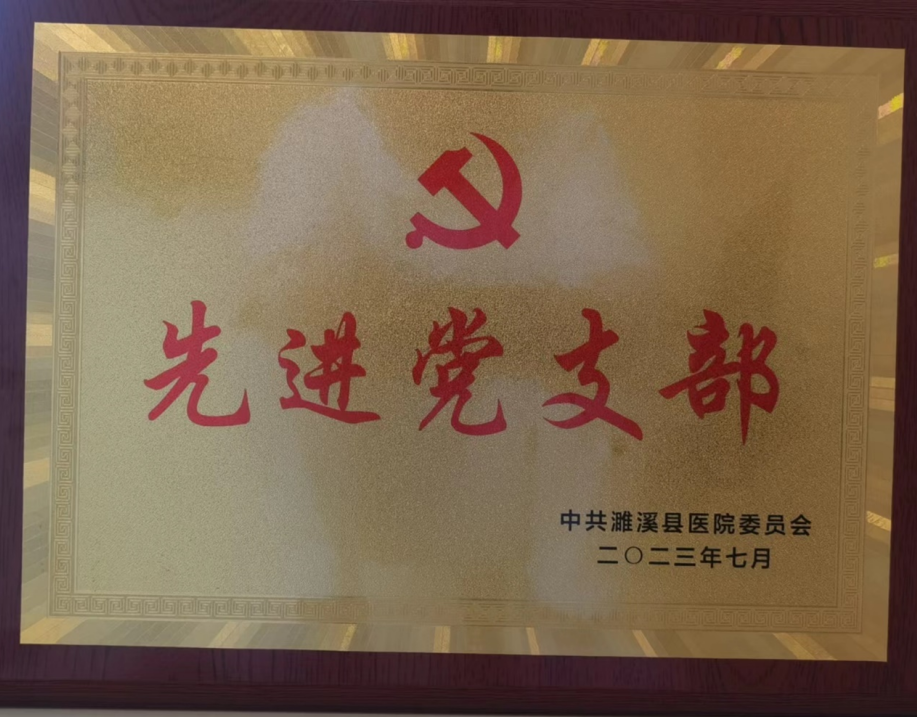 先进党支部
中共濉溪县医院委员会
二〇二三年七月